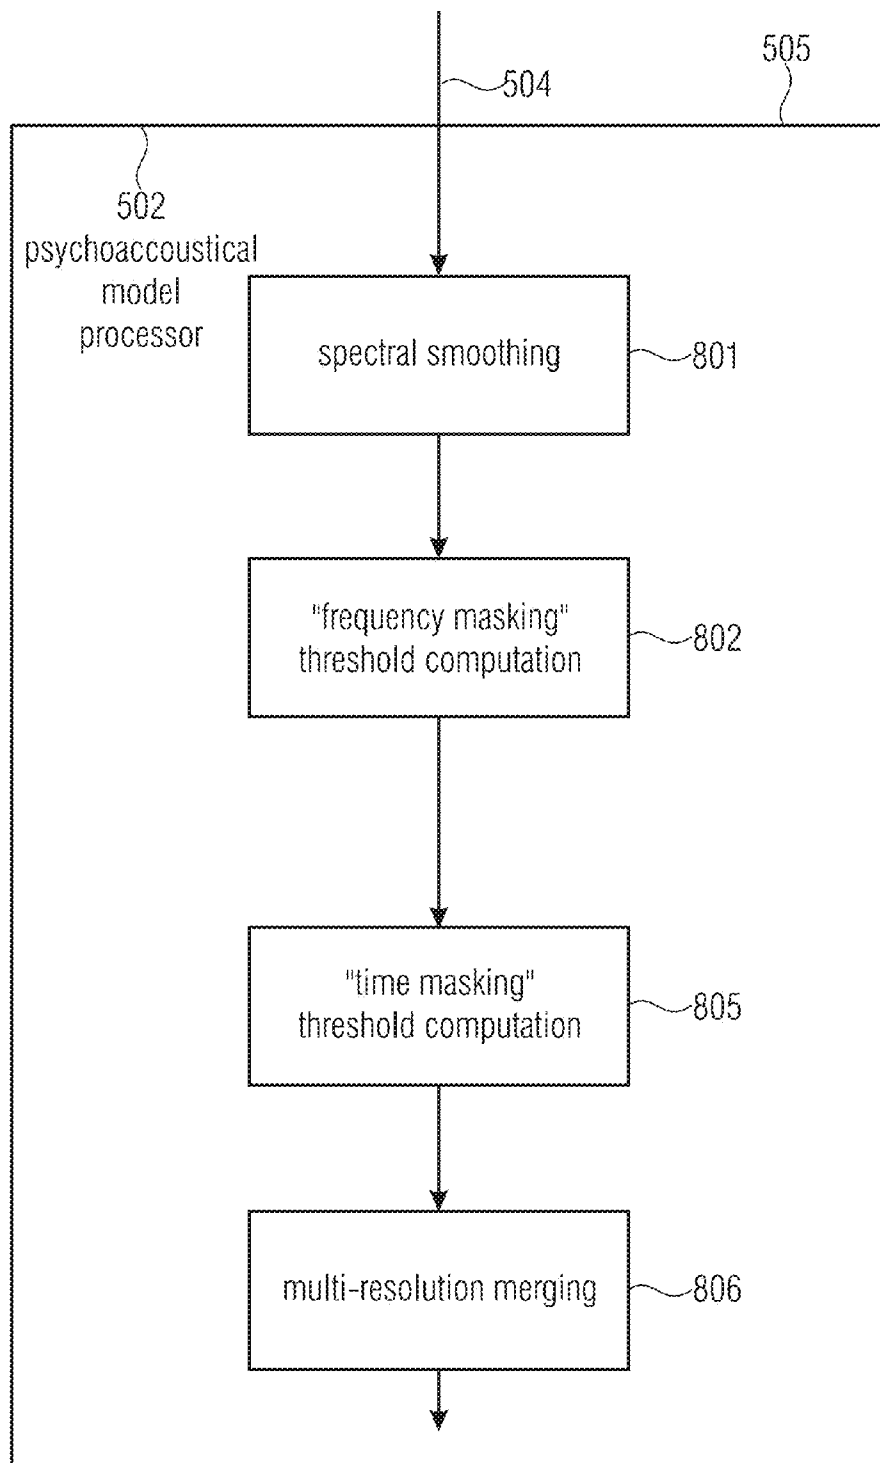 505
504
502
psychoaccoustical
model
processor
spectral smoothing
801
"frequency masking"
threshold computation
802
"time masking"
threshold computation
805
multi-resolution merging
806